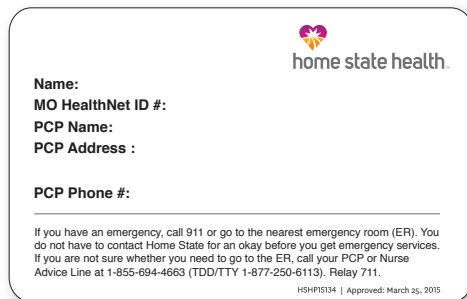 home state health
Name:
MO HealthNet ID #:
PCP Name:
PCP Address :
PCP Phone #:
If you have an emergency, call 911 or go to the nearest emergency room (ER). You
do not have to contact Home State for an okay before you get emergency services.
If you are not sure whether you need to go to the ER, call your PCP or Nurse
Advice Line at 1-855-694-4663 (TDD/TTY 1-877-250-6113). Relay 711.
HSHP15134 | Approved: March 25, 2015